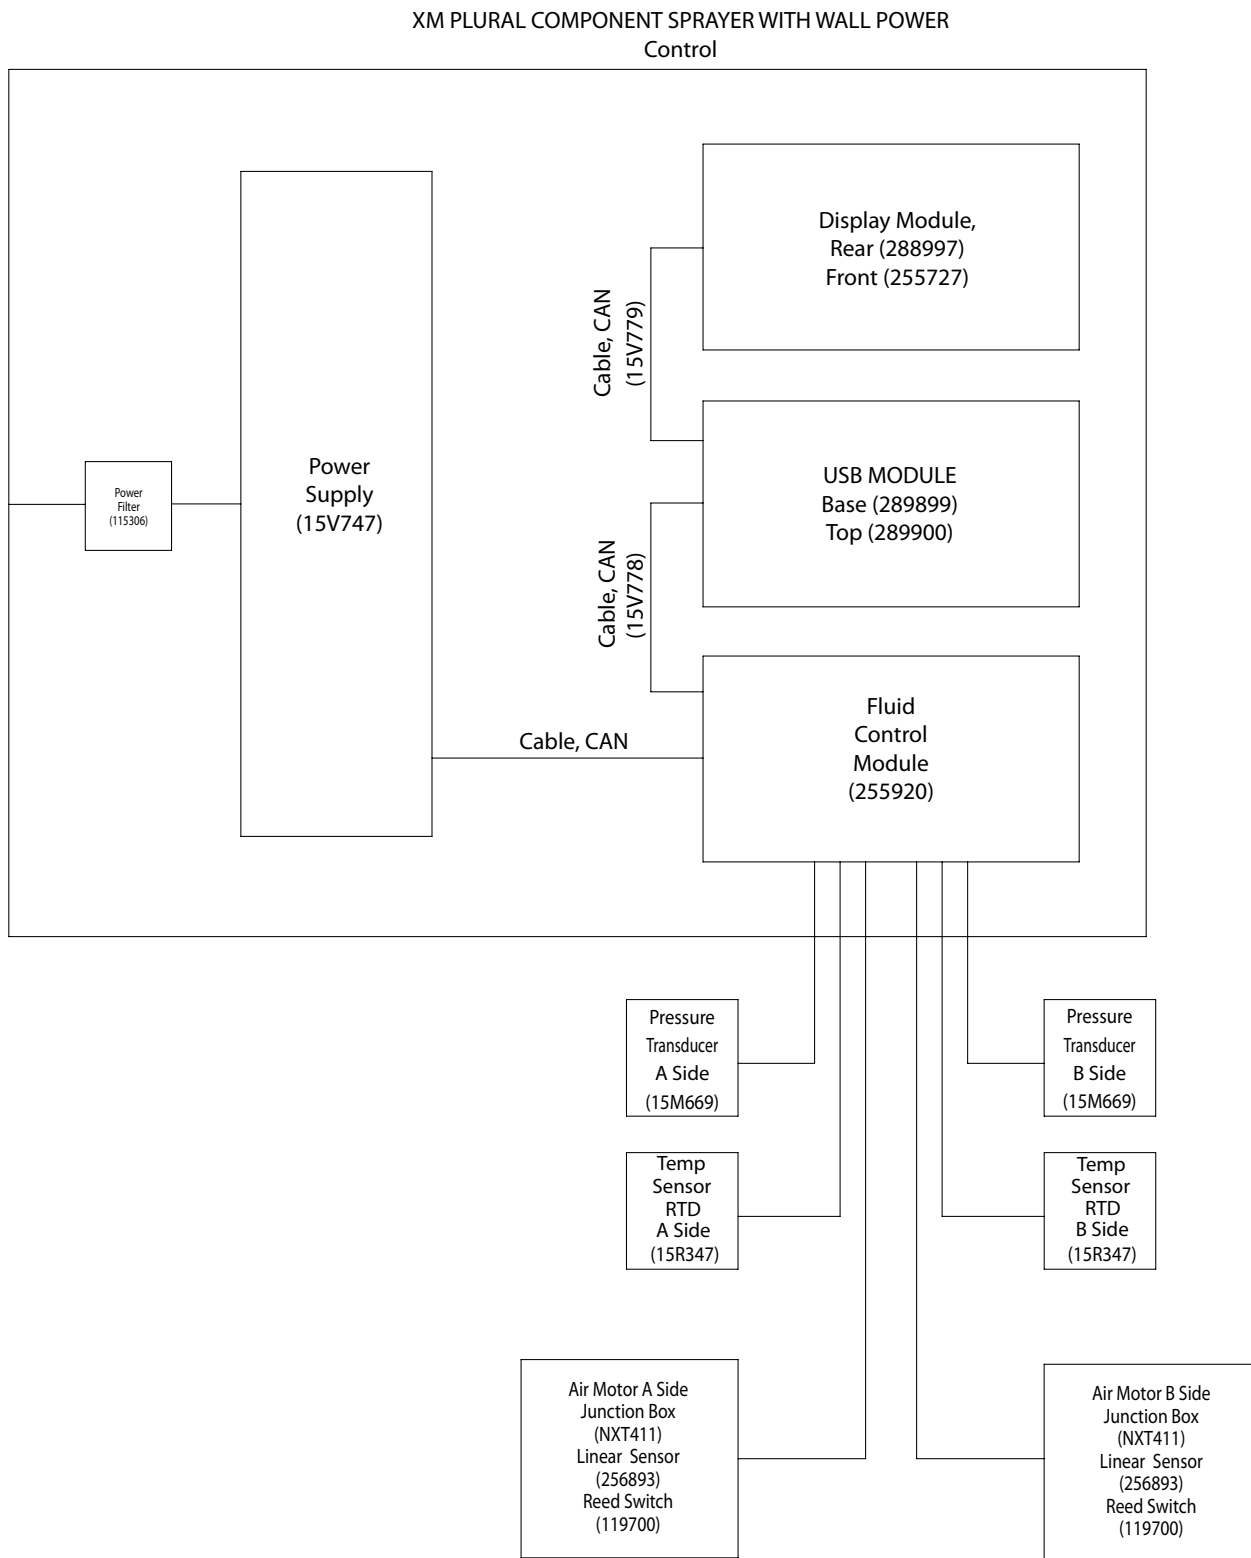 XM PLURAL COMPONENT SPRAYER WITH WALL POWER
Control
Display Module,
Rear (288997)
Front (255727)
Cable, CAN
(15V779)
Power
Filter
(115306)
Power
Supply
(15V747)
USB MODULE
Base (289899)
Top (289900)
Cable, CAN
(15V778)
Cable, CAN
Fluid
Control
Module
(255920)
Pressure
Transducer
A Side
(15M669)
Pressure
Transducer
B Side
(15M669)
Temp
Sensor
RTD
A Side
(15R347)
Temp
Sensor
RTD
B Side
(15R347)
Air Motor A Side
Junction Box
(NXT411)
Linear Sensor
(256893)
Reed Switch
(119700)
Air Motor B Side
Junction Box
(NXT411)
Linear Sensor
(256893)
Reed Switch
(119700)